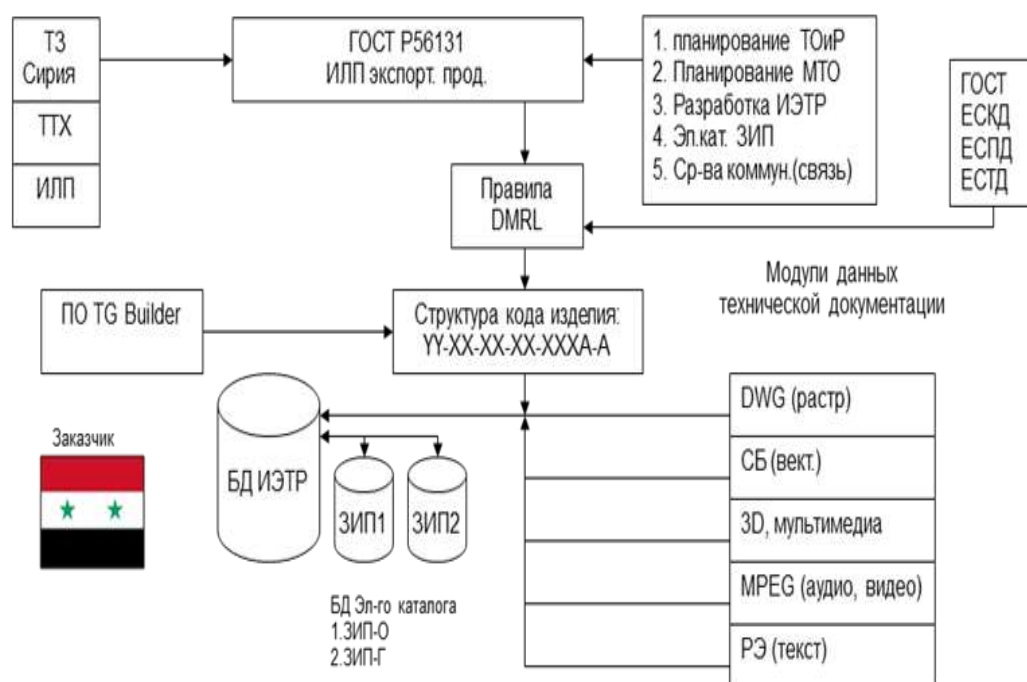 ТЗ
Сирия
ТТХ
ИЛП
ГОСТ Р56131
ИЛП экспорт. прод.
1. планирование ТОиР
2. Планирование МТО
3. Разработка ИЭТР
4. Эл.кат. ЗИП
5. Ср-ва коммун.(связь)
ГОСТ
ЕСКД
ЕСПД
ЕСТД
Правила
DMRL
Модули данных
технической документации
ПО TG Builder
Структура кода изделия:
YY-XX-XX-XX-XXXA-A
Заказчик
БД ИЭТР
ЗИП1
ЗИП2
БД Эл-го каталога
1.ЗИП-О
2.ЗИП-Г
DWG (растр)
СБ (вект.)
3D, мультимедиа
MPEG (аудио, видео)
РЭ (текст)